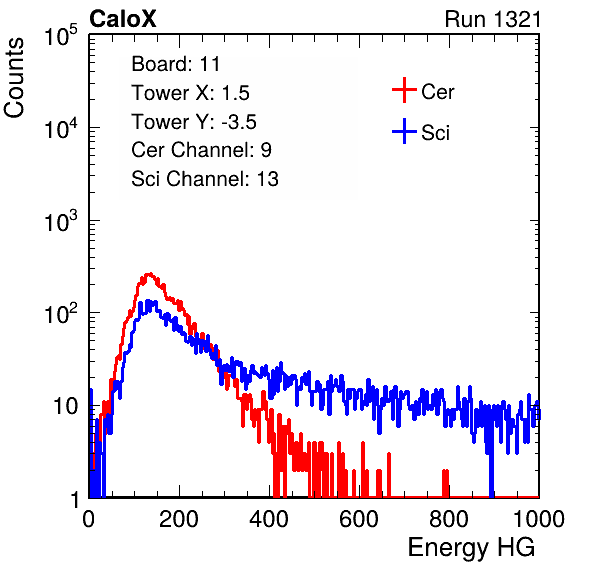 CaloX Run 1321
Counts
Board: 11
Tower X: 1.5
Tower Y: -3.5
Cer Channel: 9
Sci Channel: 13
Cer
Sci
10^5
10^4
10^3
10^2
10
1
0 200 400 600 800 1000
Energy HG